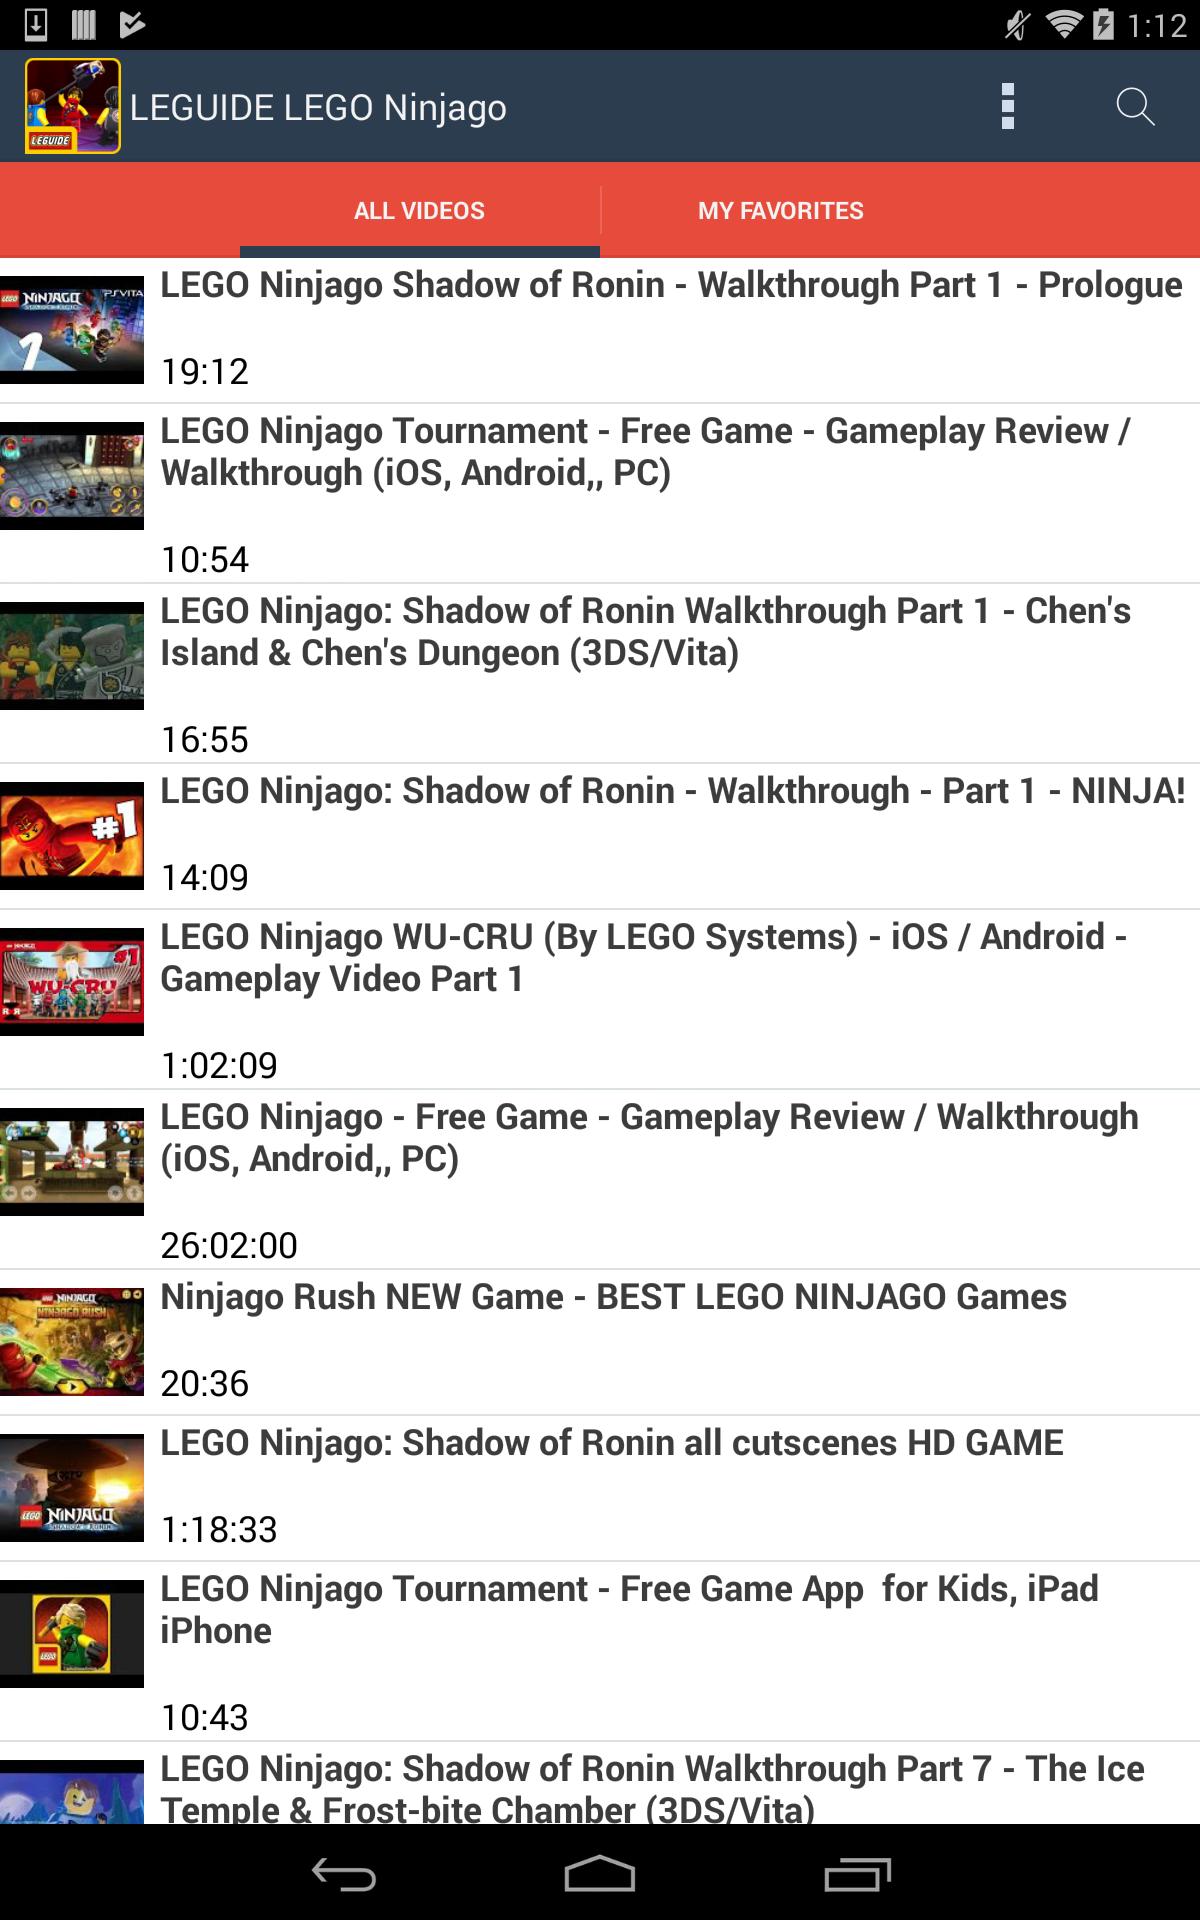 1:12
LEGUIDE
LEGUIDE LEGO Ninjago
ALL VIDEOS
MY FAVORITES
LEGO NINJAGO PSVITA
1
LEGO Ninjago Shadow of Ronin - Walkthrough Part 1 - Prologue
19:12
LEGO Ninjago Tournament - Free Game - Gameplay Review /
Walkthrough (iOS, Android,, PC)
10:54
LEGO Ninjago: Shadow of Ronin Walkthrough Part 1 - Chen's
Island & Chen's Dungeon (3DS/Vita)
16:55
#1
LEGO Ninjago: Shadow of Ronin - Walkthrough - Part 1 - NINJA!
14:09
#1
WU-CRU
LEGO Ninjago WU-CRU (By LEGO Systems) - iOS / Android -
Gameplay Video Part 1
1:02:09
LEGO Ninjago - Free Game - Gameplay Review / Walkthrough
(iOS, Android,, PC)
26:02:00
NINJAGO
NINJAGO RUSH
Ninjago Rush NEW Game - BEST LEGO NINJAGO Games
20:36
LEGO NINJAGO
SHADOW OF RONIN
LEGO Ninjago: Shadow of Ronin all cutscenes HD GAME
1:18:33
LEGO
LEGO Ninjago Tournament - Free Game App  for Kids, iPad
iPhone
10:43
LEGO Ninjago: Shadow of Ronin Walkthrough Part 7 - The Ice
Temple & Frost-bite Chamber (3DS/Vita)